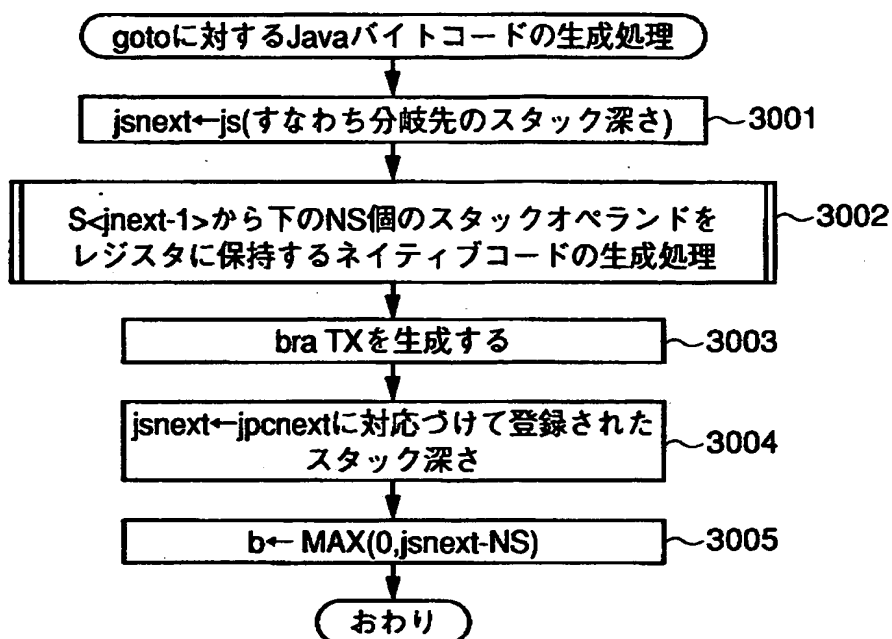 gotoに対するJavaバイトコードの生成処理
jsnext←js(すなわち分岐先のスタック深さ)
3001
S<jnext-1>から下のNS個のスタックオペランドを
レジスタに保持するネイティブコードの生成処理
3002
bra TXを生成する
3003
jsnext←jpcnextに対応づけて登録された
スタック深さ
3004
b← MAX(0,jsnext-NS)
3005
おわり